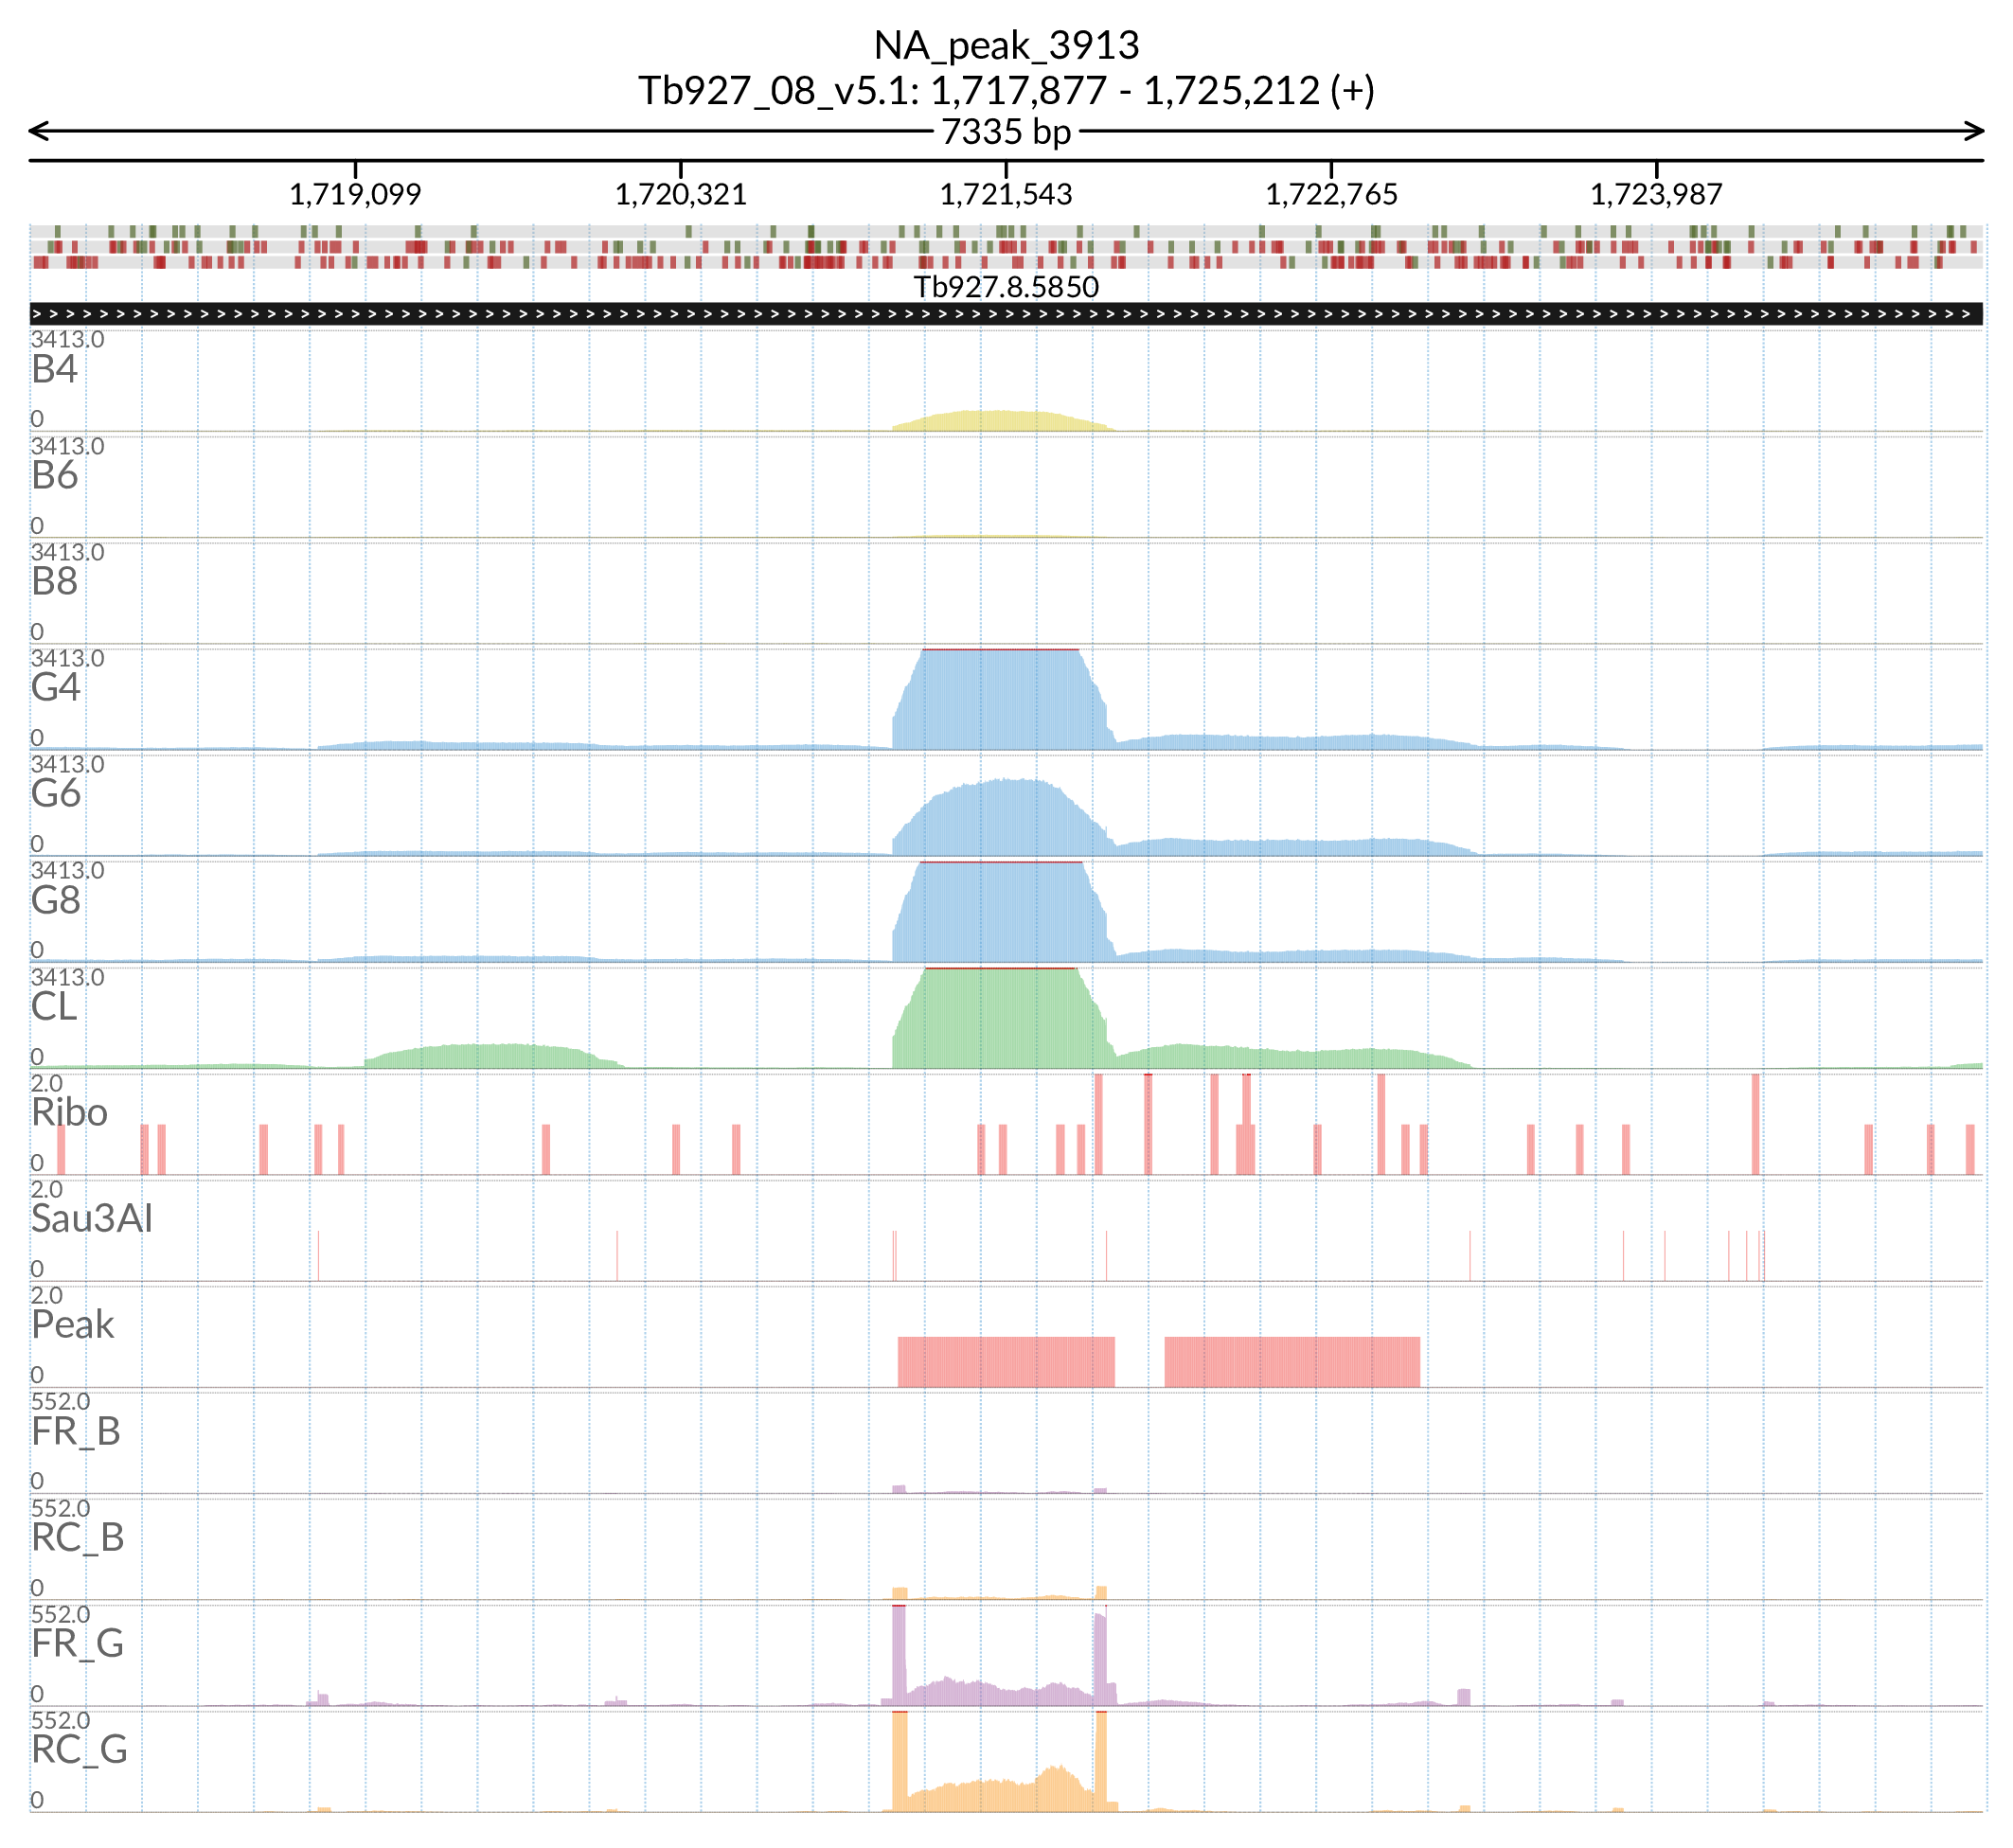 NA_peak_3913
Tb927_08_v5.1: 1,717,877 - 1,725,212 (+)
7335 bp
1,719,099 1,720,321 1,721,543 1,722,765 1,723,987
Tb927.8.5850
3413.0
B4
0
3413.0
B6
0
3413.0
B8
0
3413.0
G4
0
3413.0
G6
0
3413.0
G8
0
3413.0
CL
0
2.0
Ribo
0
2.0
Sau3AI
0
2.0
Peak
0
552.0
FR_B
0
552.0
RC_B
0
552.0
FR_G
0
552.0
RC_G
0